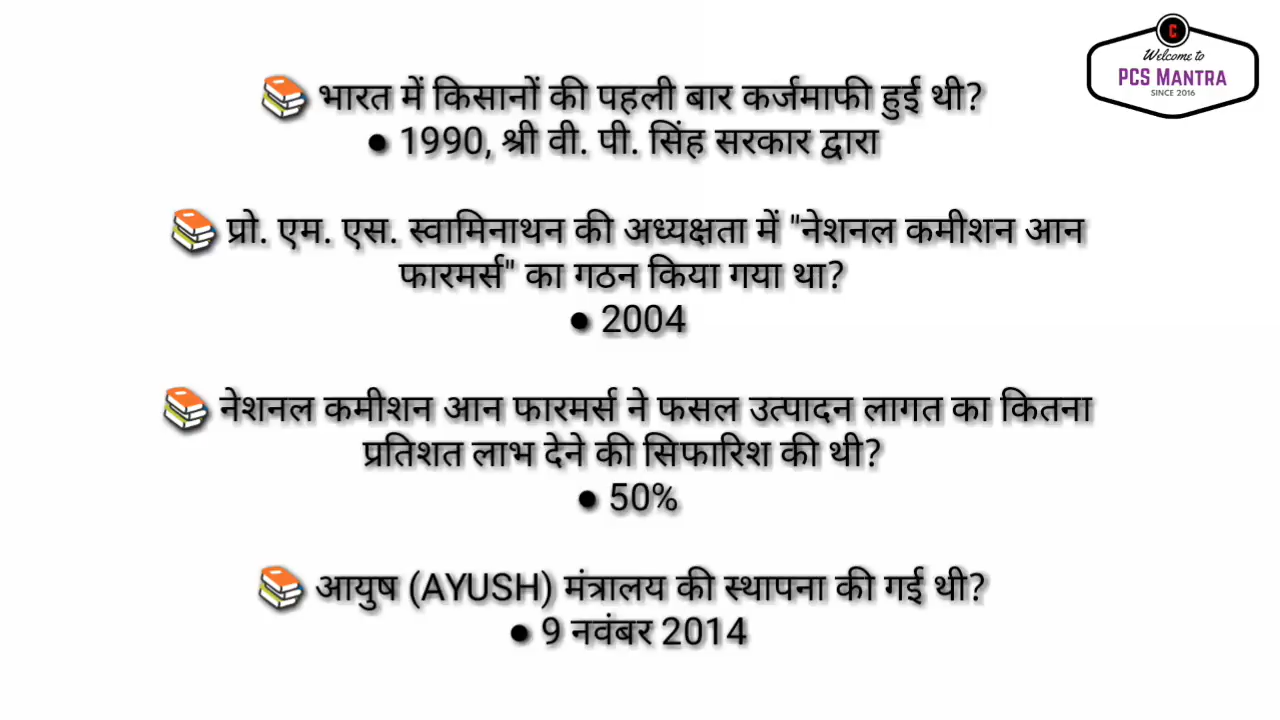 Welcome to
PCS MANTRA
SINCE 2016
📚 भारत में किसानों की पहली बार कर्जमाफी हुई थी?
● 1990, श्री वी. पी. सिंह सरकार द्वारा
📚 प्रो. एम. एस. स्वामिनाथन की अध्यक्षता में "नेशनल कमीशन आन
फारमर्स" का गठन किया गया था?
● 2004
📚 नेशनल कमीशन आन फारमर्स ने फसल उत्पादन लागत का कितना
प्रतिशत लाभ देने की सिफारिश की थी?
● 50%
📚 आयुष (AYUSH) मंत्रालय की स्थापना की गई थी?
● 9 नवंबर 2014